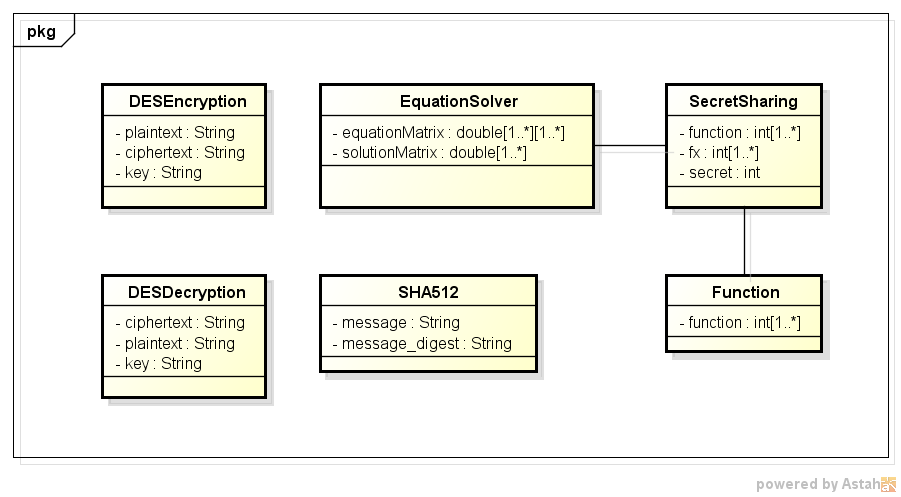 pkg
DESEncryption
- plaintext : String
- ciphertext : String
- key : String
EquationSolver
- equationMatrix : double[1..*][1..*]
- solutionMatrix : double[1..*]
SecretSharing
- function : int[1..*]
- fx : int[1..*]
- secret : int
DESDecryption
- ciphertext : String
- plaintext : String
- key : String
SHA512
- message : String
- message_digest : String
Function
- function : int[1..*]
powered by Astah